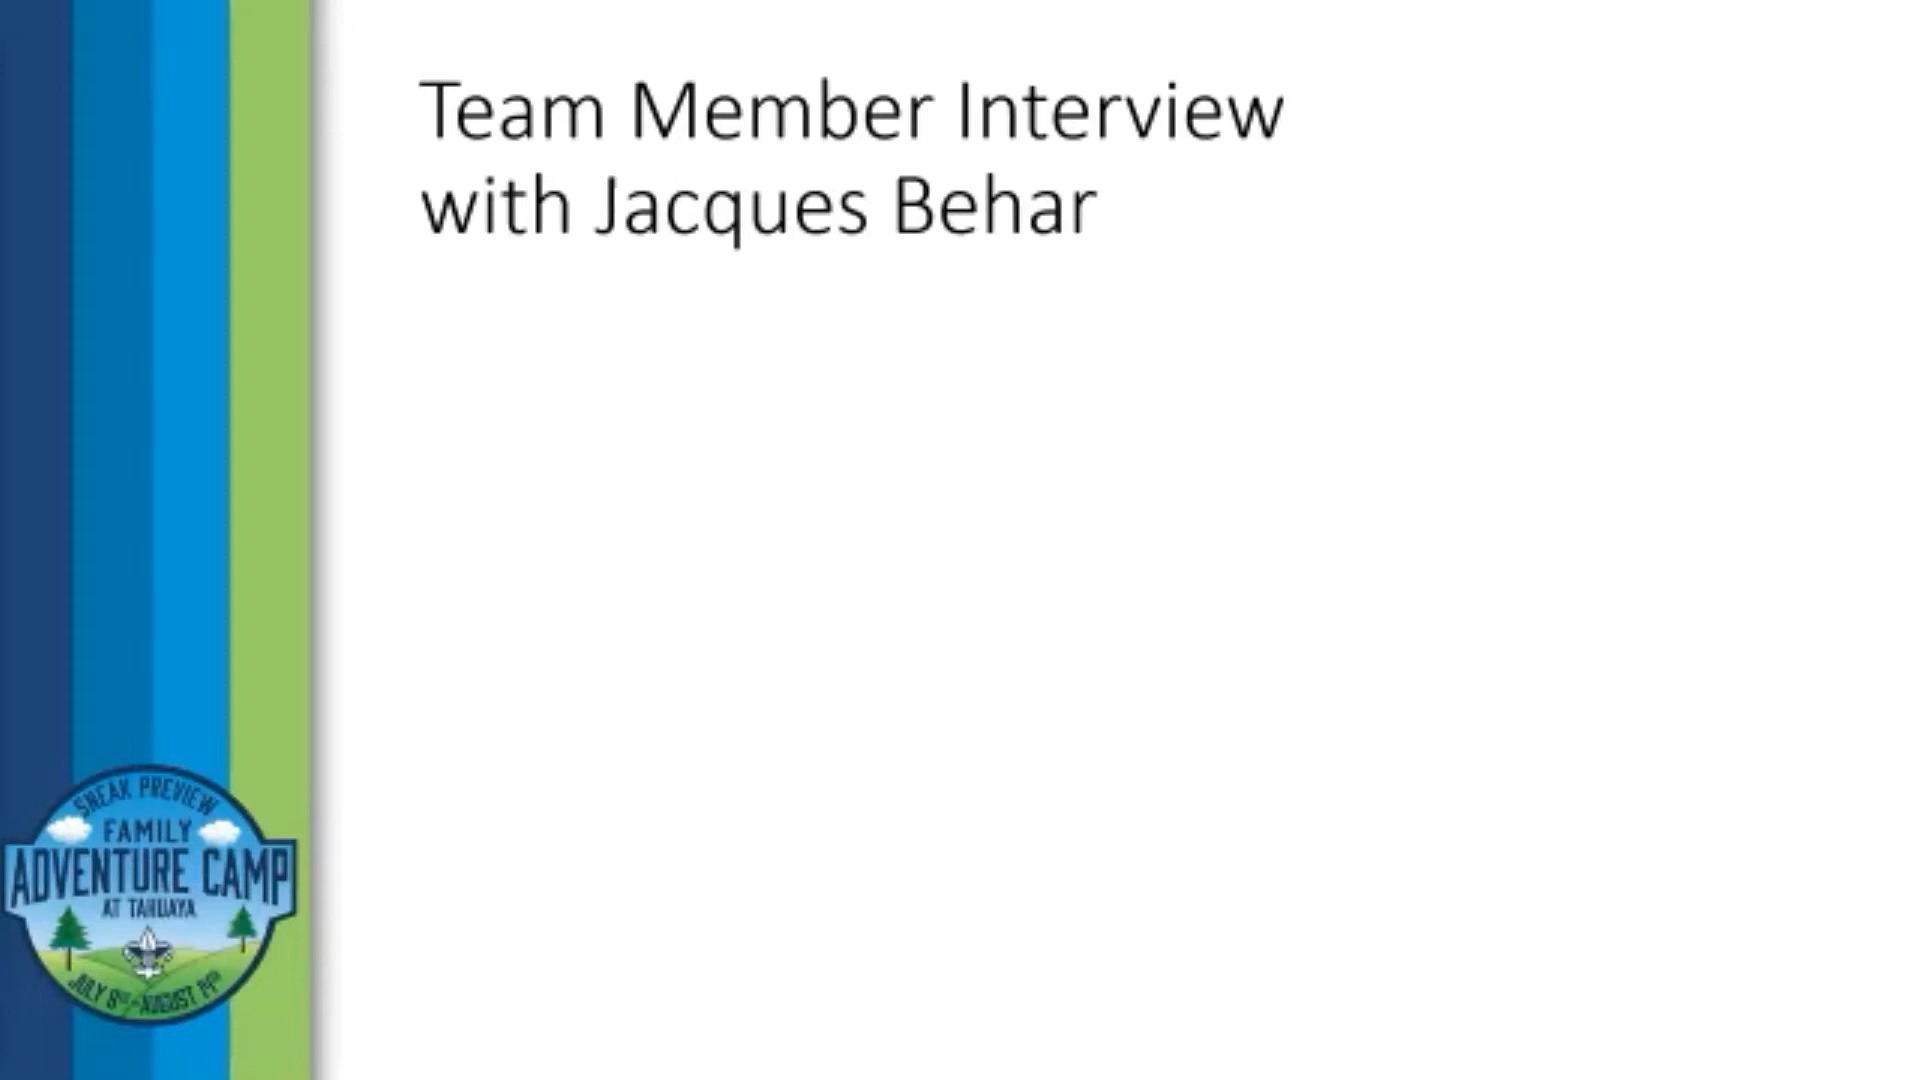 Team Member Interview
with Jacques Behar
SNEAK PREVIEW
FAMILY
ADVENTURE CAMP
AT TAHUAYA